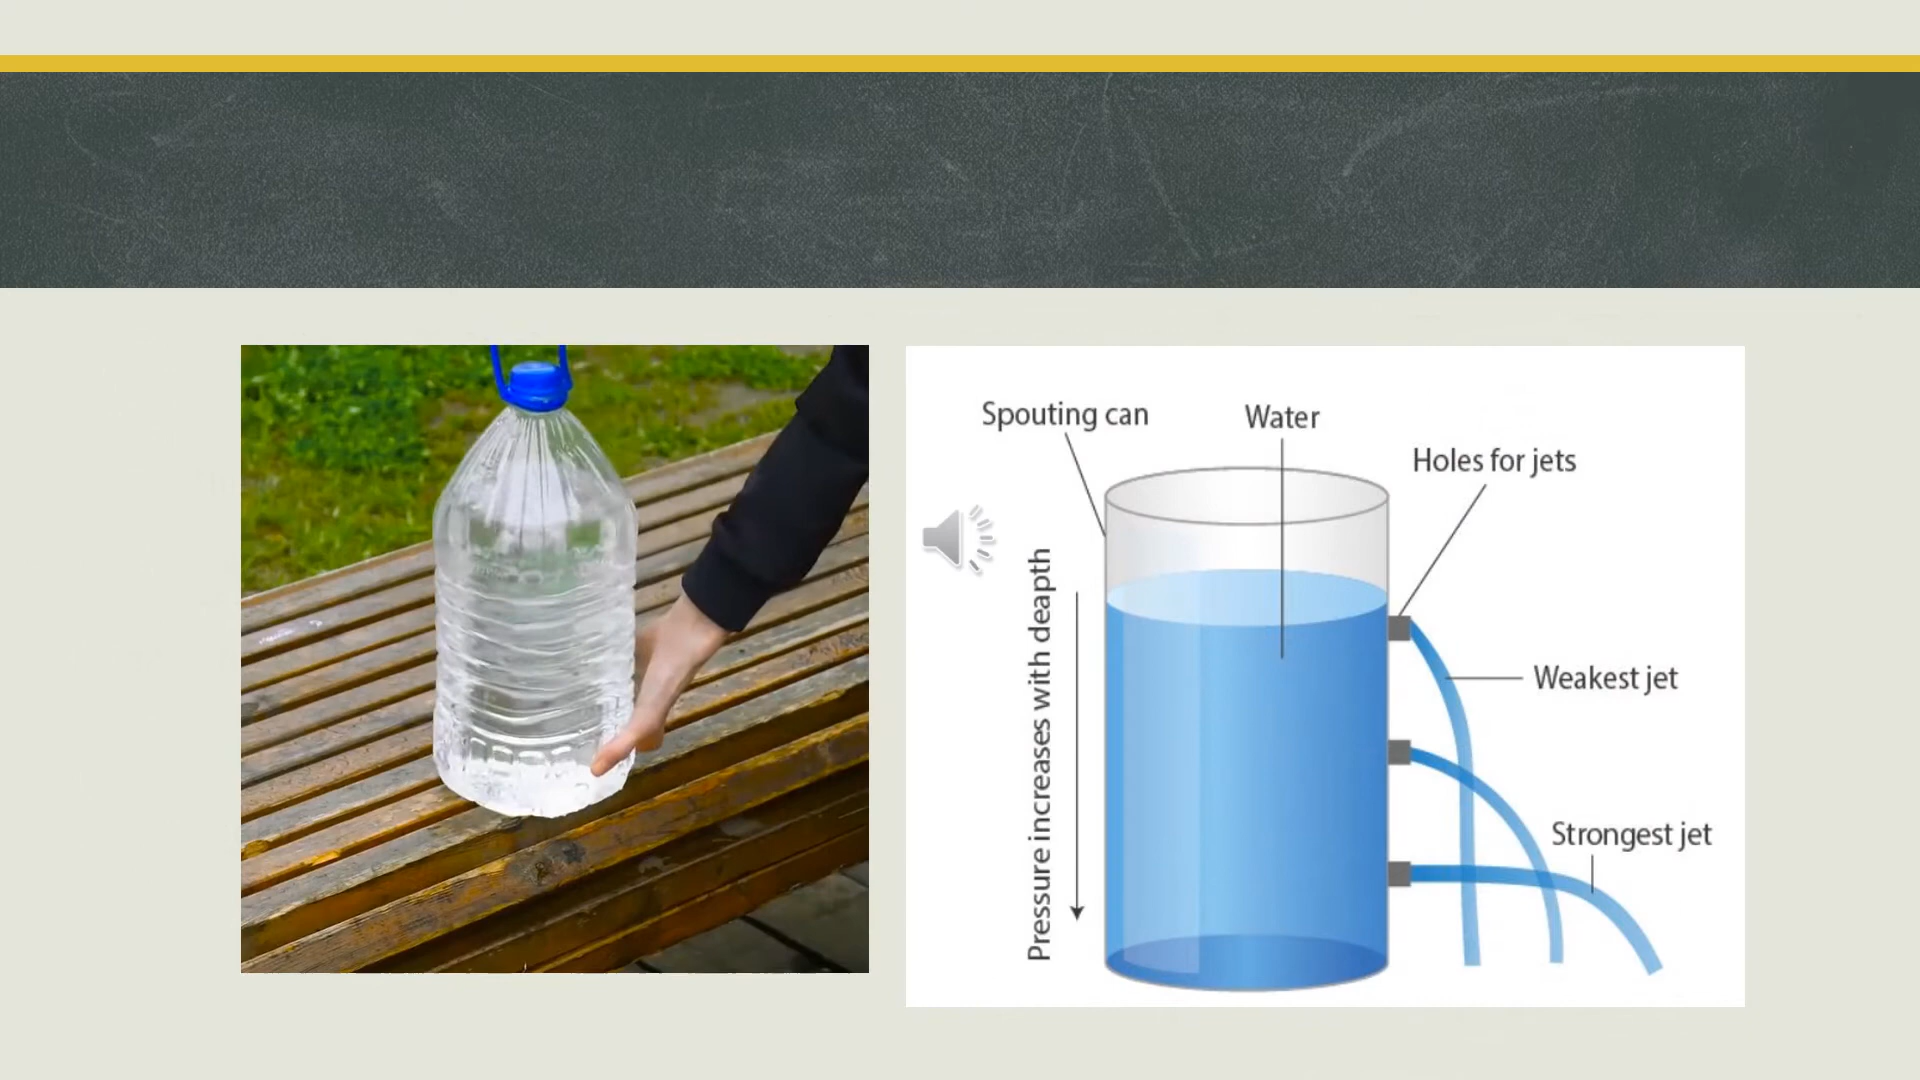 Spouting can
Water
Holes for jets
Pressure increases with deapth
Weakest jet
Strongest jet